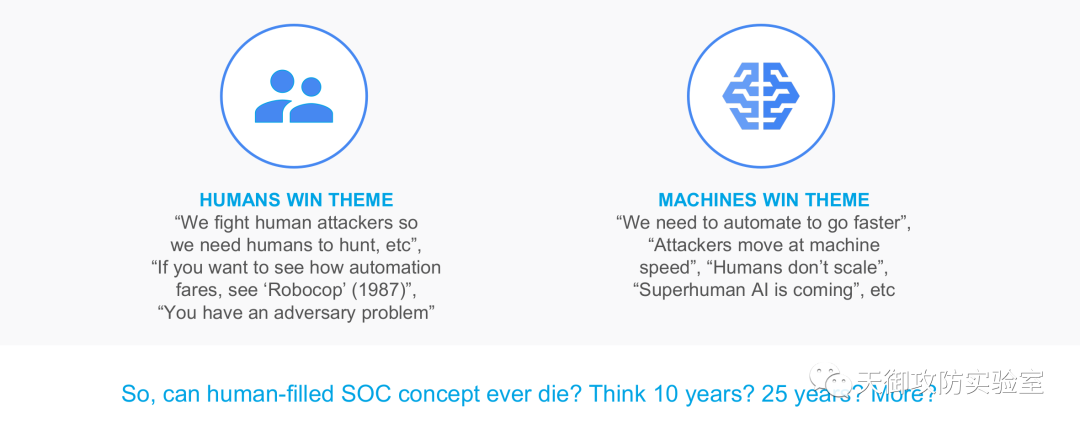 HUMANS WIN THEME
“We fight human attackers so
we need humans to hunt, etc”,
“If you want to see how automation
fares, see ‘Robocop’ (1987)”,
“You have an adversary problem”
MACHINES WIN THEME
“We need to automate to go faster”,
“Attackers move at machine
speed”, “Humans don’t scale”,
“Superhuman AI is coming”, etc
So, can human-filled SOC concept ever die? Think 10 years? 25 years? More?
天御攻防实验室